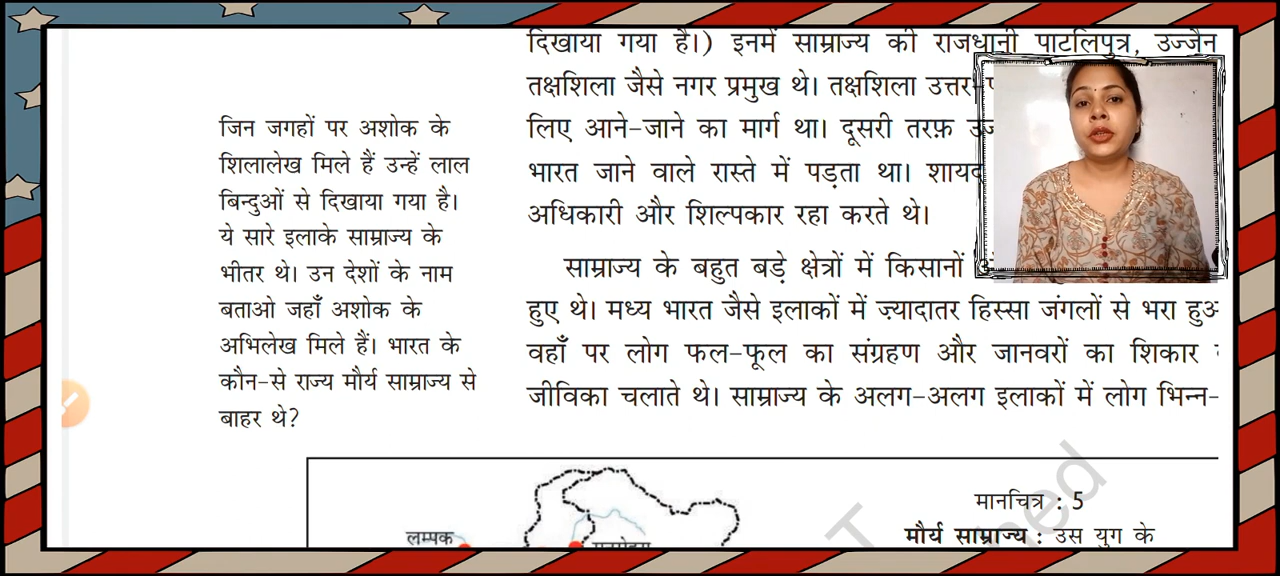 जिन जगहों पर अशोक के
शिलालेख मिले हैं उन्हें लाल
बिन्दुओं से दिखाया गया है।
ये सारे इलाके साम्राज्य के
भीतर थे। उन देशों के नाम
बताओ जहाँ अशोक के
अभिलेख मिले हैं। भारत के
कौन-से राज्य मौर्य साम्राज्य से
बाहर थे?
दिखाया गया है।) इनमें साम्राज्य की राजधानी पाटलिपुत्र, उज्जैन
तक्षशिला जैसे नगर प्रमुख थे। तक्षशिला
लिए आने-जाने का मार्ग था। दूसरी तरफ़
भारत जाने वाले रास्ते में पड़ता था। शायद
अधिकारी और शिल्पकार रहा करते थे।
साम्राज्य के बहुत बड़े क्षेत्रों में किसानों
हुए थे। मध्य भारत जैसे इलाकों में ज़्यादातर हिस्सा जंगलों से भरा
वहाँ पर लोग फल-फूल का संग्रहण और जानवरों का शिकार
जीविका चलाते थे। साम्राज्य के अलग-अलग इलाकों में लोग भिन्न-
मानचित्र : 5
मौर्य साम्राज्य : उस युग के
लम्पक